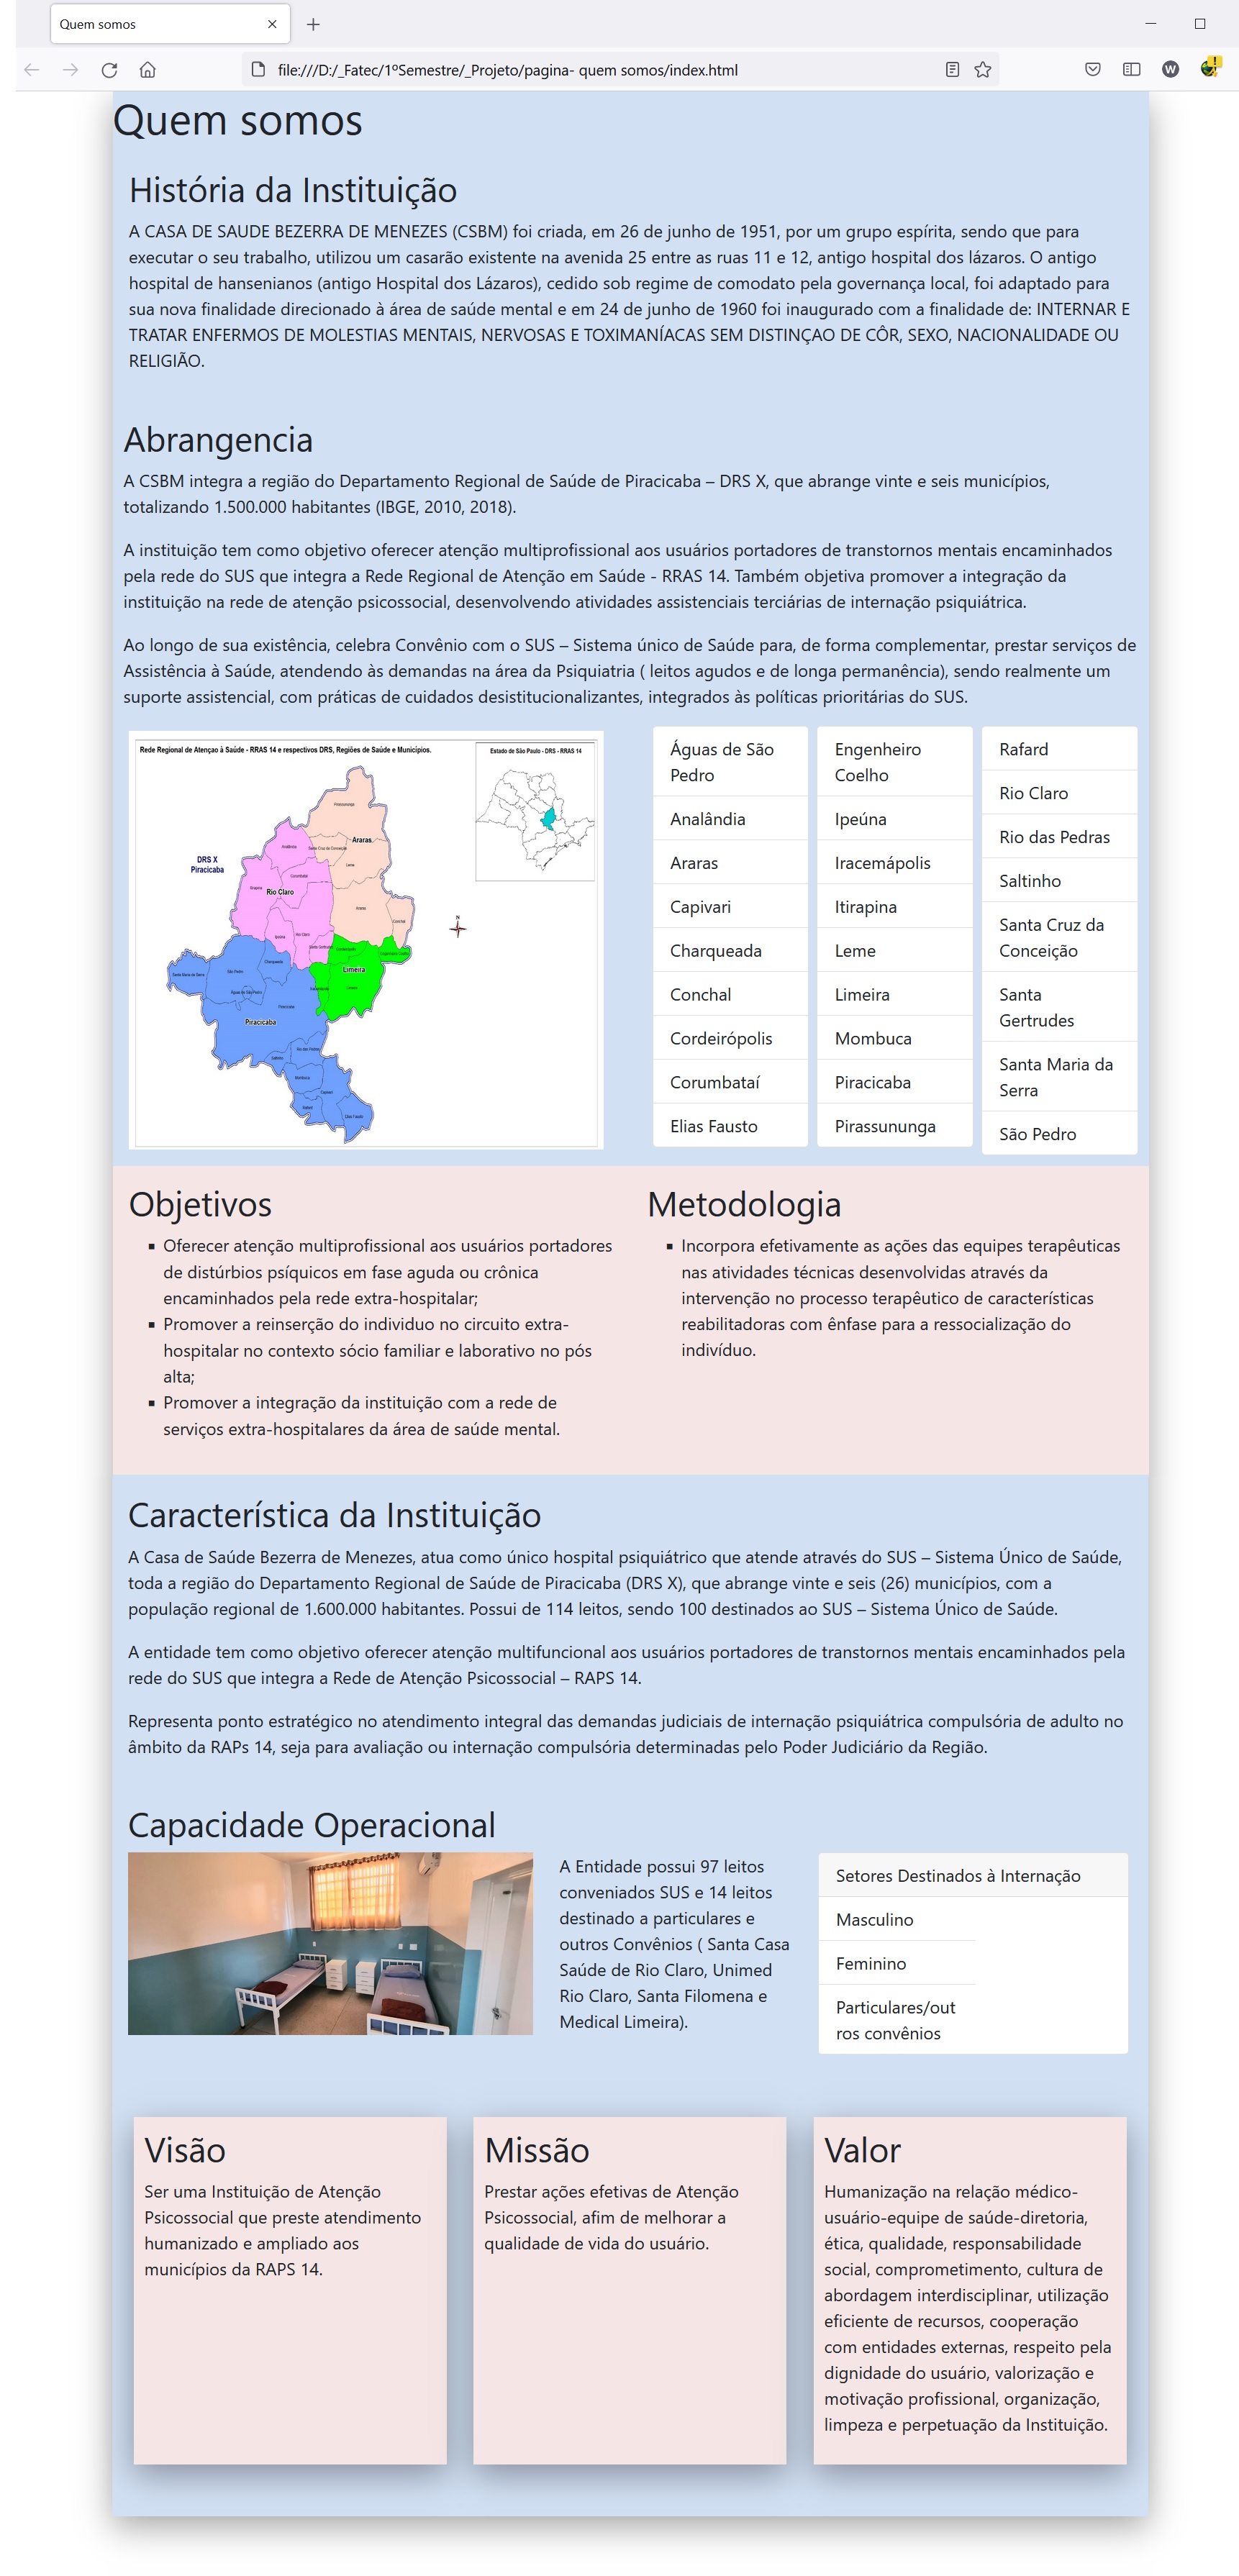 Quem somos
file:///D:/_Fatec/1ºSemestre/_Projeto/pagina- quem somos/index.html
W
Quem somos
História da Instituição
A CASA DE SAUDE BEZERRA DE MENEZES (CSBM) foi criada, em 26 de junho de 1951, por um grupo espírita, sendo que para
executar o seu trabalho, utilizou um casarão existente na avenida 25 entre as ruas 11 e 12, antigo hospital dos lázaros. O antigo
hospital de hansenianos (antigo Hospital dos Lázaros), cedido sob regime de comodato pela governança local, foi adaptado para
sua nova finalidade direcionado à área de saúde mental e em 24 de junho de 1960 foi inaugurado com a finalidade de: INTERNAR E
TRATAR ENFERMOS DE MOLESTIAS MENTAIS, NERVOSAS E TOXIMANÍACAS SEM DISTINÇAO DE CÔR, SEXO, NACIONALIDADE OU
RELIGIÃO.
Abrangencia
A CSBM integra a região do Departamento Regional de Saúde de Piracicaba – DRS X, que abrange vinte e seis municípios,
totalizando 1.500.000 habitantes (IBGE, 2010, 2018).
A instituição tem como objetivo oferecer atenção multiprofissional aos usuários portadores de transtornos mentais encaminhados
pela rede do SUS que integra a Rede Regional de Atenção em Saúde - RRAS 14. Também objetiva promover a integração da
instituição na rede de atenção psicossocial, desenvolvendo atividades assistenciais terciárias de internação psiquiátrica.
Ao longo de sua existência, celebra Convênio com o SUS – Sistema único de Saúde para, de forma complementar, prestar serviços de
Assistência à Saúde, atendendo às demandas na área da Psiquiatria ( leitos agudos e de longa permanência), sendo realmente um
suporte assistencial, com práticas de cuidados desistitucionalizantes, integrados às políticas prioritárias do SUS.
Rede Regional de Atençao à Saúde - RRAS 14 e respectivos DRS, Regiões de Saúde e Municípios.
Estado de São Paulo - DRS - RRAS 14
DRS X
Piracicaba
Araras
Rio Claro
Limeira
Piracicaba
N
Águas de São
Pedro
Analândia
Araras
Capivari
Charqueada
Conchal
Cordeirópolis
Corumbataí
Elias Fausto
Engenheiro
Coelho
Ipeúna
Iracemápolis
Itirapina
Leme
Limeira
Mombuca
Piracicaba
Pirassununga
Rafard
Rio Claro
Rio das Pedras
Saltinho
Santa Cruz da
Conceição
Santa
Gertrudes
Santa Maria da
Serra
São Pedro
Objetivos
Oferecer atenção multiprofissional aos usuários portadores
de distúrbios psíquicos em fase aguda ou crônica
encaminhados pela rede extra-hospitalar;
Promover a reinserção do individuo no circuito extra-
hospitalar no contexto sócio familiar e laborativo no pós
alta;
Promover a integração da instituição com a rede de
serviços extra-hospitalares da área de saúde mental.
Metodologia
Incorpora efetivamente as ações das equipes terapêuticas
nas atividades técnicas desenvolvidas através da
intervenção no processo terapêutico de características
reabilitadoras com ênfase para a ressocialização do
indivíduo.
Característica da Instituição
A Casa de Saúde Bezerra de Menezes, atua como único hospital psiquiátrico que atende através do SUS – Sistema Único de Saúde,
toda a região do Departamento Regional de Saúde de Piracicaba (DRS X), que abrange vinte e seis (26) municípios, com a
população regional de 1.600.000 habitantes. Possui de 114 leitos, sendo 100 destinados ao SUS – Sistema Único de Saúde.
A entidade tem como objetivo oferecer atenção multifuncional aos usuários portadores de transtornos mentais encaminhados pela
rede do SUS que integra a Rede de Atenção Psicossocial – RAPS 14.
Representa ponto estratégico no atendimento integral das demandas judiciais de internação psiquiátrica compulsória de adulto no
âmbito da RAPs 14, seja para avaliação ou internação compulsória determinadas pelo Poder Judiciário da Região.
Capacidade Operacional
A Entidade possui 97 leitos
conveniados SUS e 14 leitos
destinado a particulares e
outros Convênios ( Santa Casa
Saúde de Rio Claro, Unimed
Rio Claro, Santa Filomena e
Medical Limeira).
Setores Destinados à Internação
Masculino
Feminino
Particulares/out
ros convênios
Visão
Ser uma Instituição de Atenção
Psicossocial que preste atendimento
humanizado e ampliado aos
municípios da RAPS 14.
Missão
Prestar ações efetivas de Atenção
Psicossocial, afim de melhorar a
qualidade de vida do usuário.
Valor
Humanização na relação médico-
usuário-equipe de saúde-diretoria,
ética, qualidade, responsabilidade
social, comprometimento, cultura de
abordagem interdisciplinar, utilização
eficiente de recursos, cooperação
com entidades externas, respeito pela
dignidade do usuário, valorização e
motivação profissional, organização,
limpeza e perpetuação da Instituição.